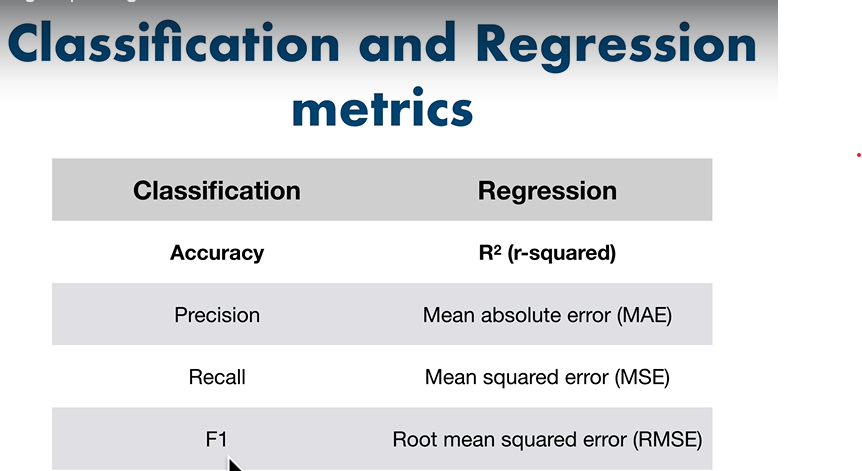 Classification and Regression
metrics
Classification Regression
Accuracy R² (r-squared)
Precision Mean absolute error (MAE)
Recall Mean squared error (MSE)
F1 Root mean squared error (RMSE)